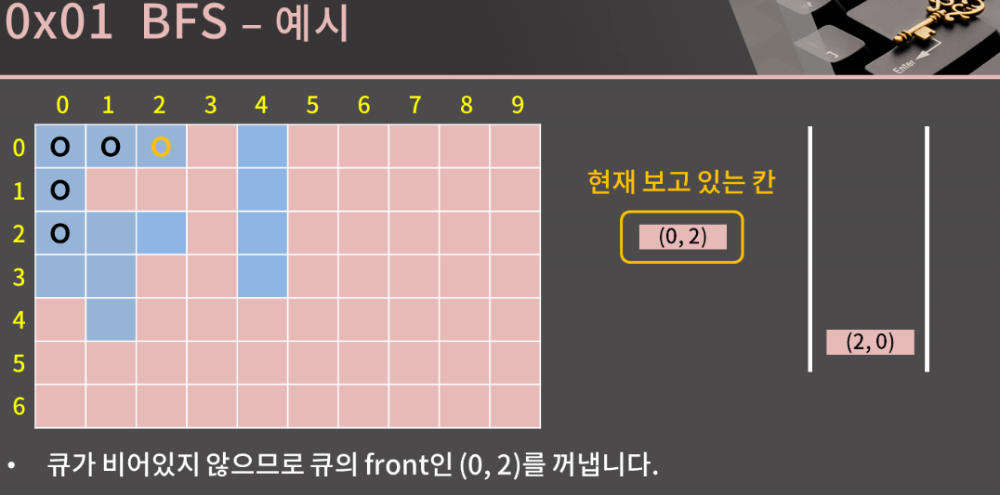 0x01 BFS – 예시
0 1 2 3 4 5 6 7 8 9
0 O O O
1 O
2 O
3
4
5
6
현재 보고 있는 칸
(0, 2)
(2, 0)
Enter
• 큐가 비어있지 않으므로 큐의 front인 (0, 2)를 꺼냅니다.